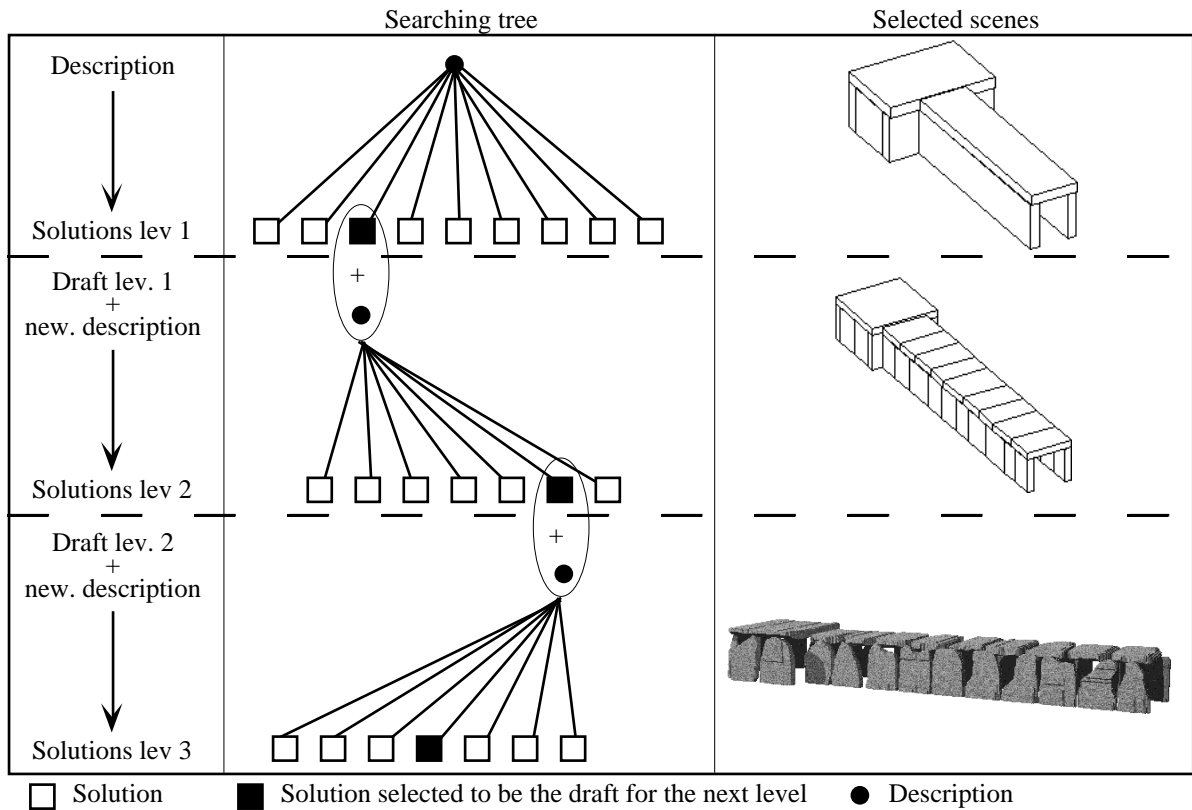 Searching tree
Selected scenes
Description
Solutions lev 1
+
Draft lev. 1
+
new. description
Solutions lev 2
+
Draft lev. 2
+
new. description
Solutions lev 3
Solution
Solution selected to be the draft for the next level
Description